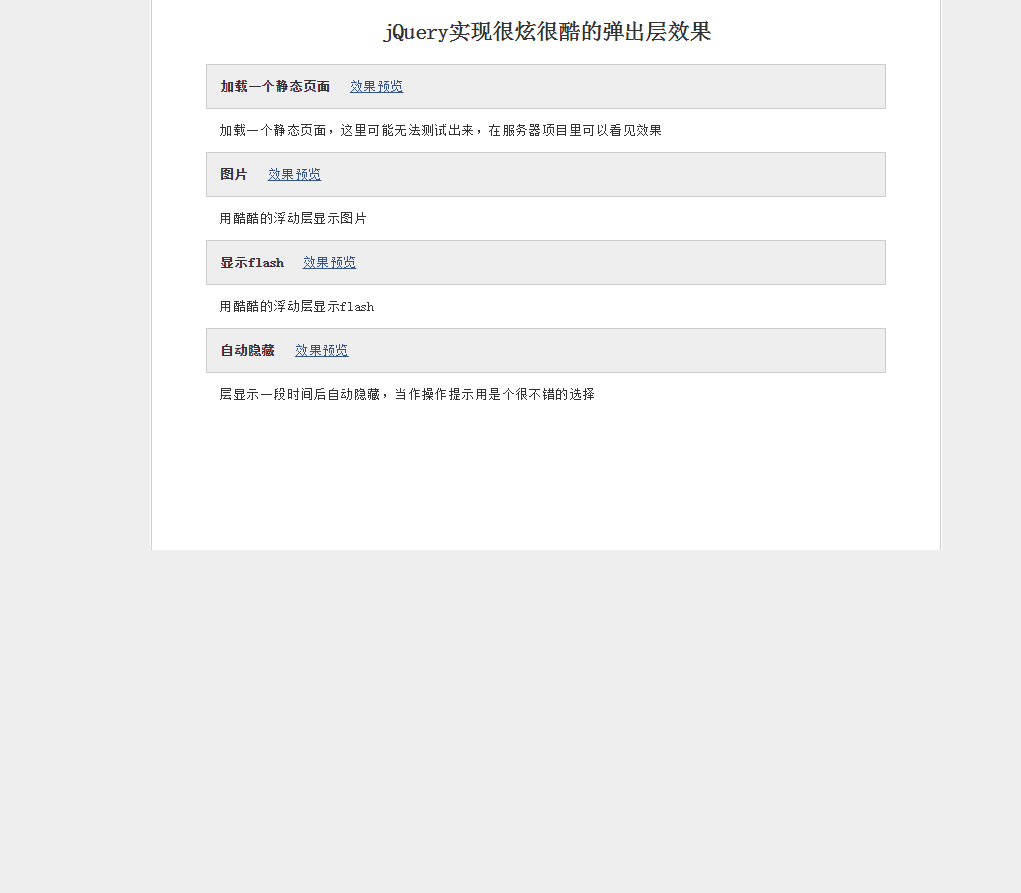 jQuery实现很炫很酷的弹出层效果
加载一个静态页面 效果预览
加载一个静态页面，这里可能无法测试出来，在服务器项目里可以看见效果
图片 效果预览
用酷酷的浮动层显示图片
显示flash 效果预览
用酷酷的浮动层显示flash
自动隐藏 效果预览
层显示一段时间后自动隐藏，当作操作提示用是个很不错的选择